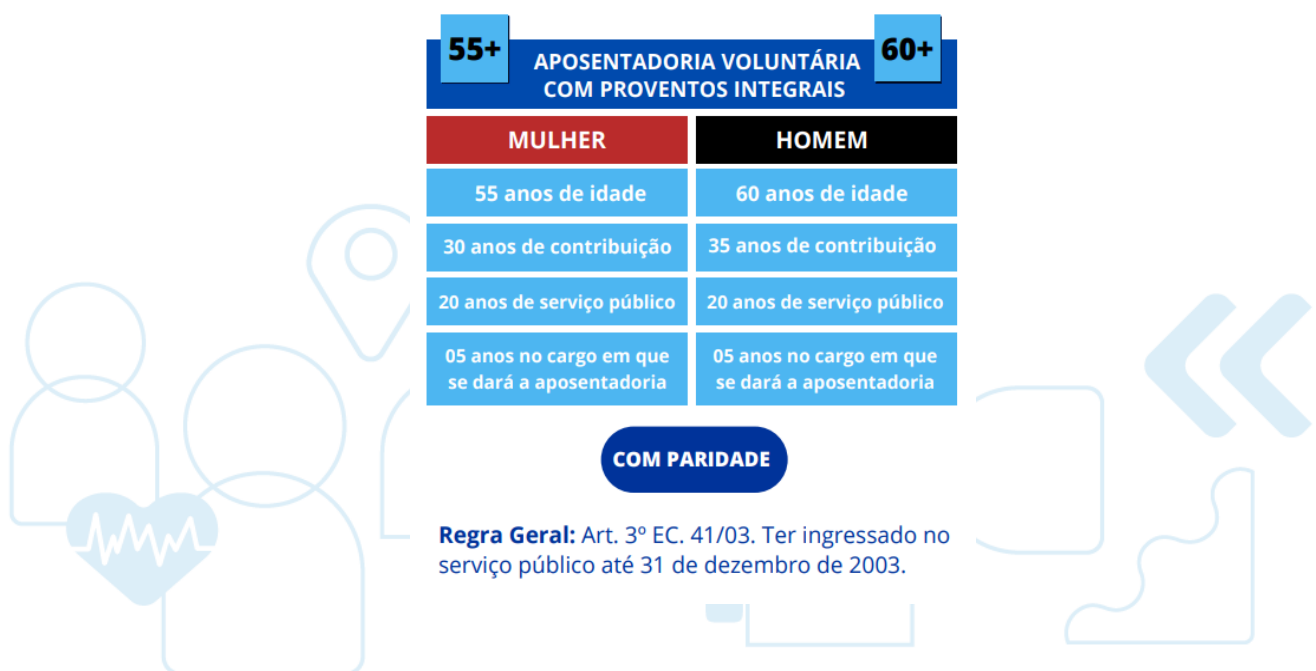 55+
APOSENTADORIA VOLUNTÁRIA
COM PROVENTOS INTEGRAIS
60+
MULHER
HOMEM
55 anos de idade
60 anos de idade
30 anos de contribuição
35 anos de contribuição
20 anos de serviço público
20 anos de serviço público
05 anos no cargo em que
se dará a aposentadoria
05 anos no cargo em que
se dará a aposentadoria
COM PARIDADE
Regra Geral: Art. 3º EC. 41/03. Ter ingressado no
serviço público até 31 de dezembro de 2003.